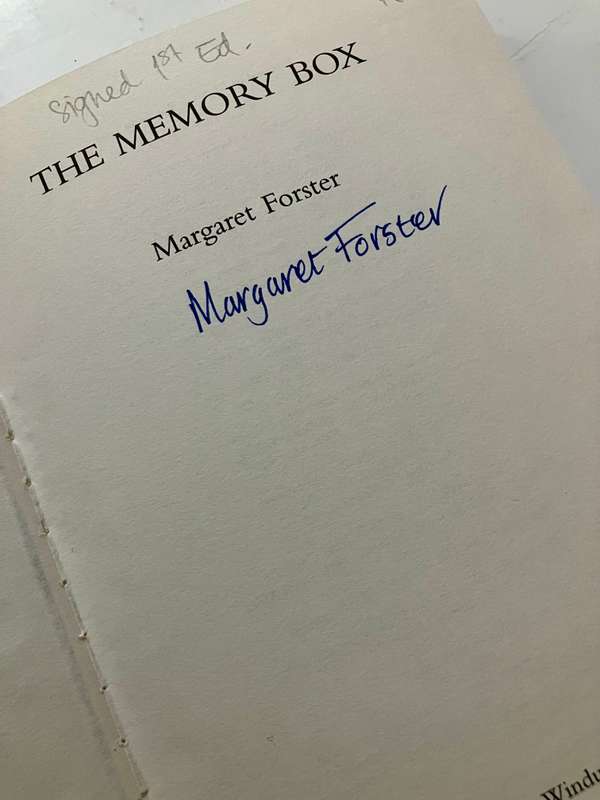 Signed 1st Ed.
THE MEMORY BOX
Margaret Forster
Margaret Forster